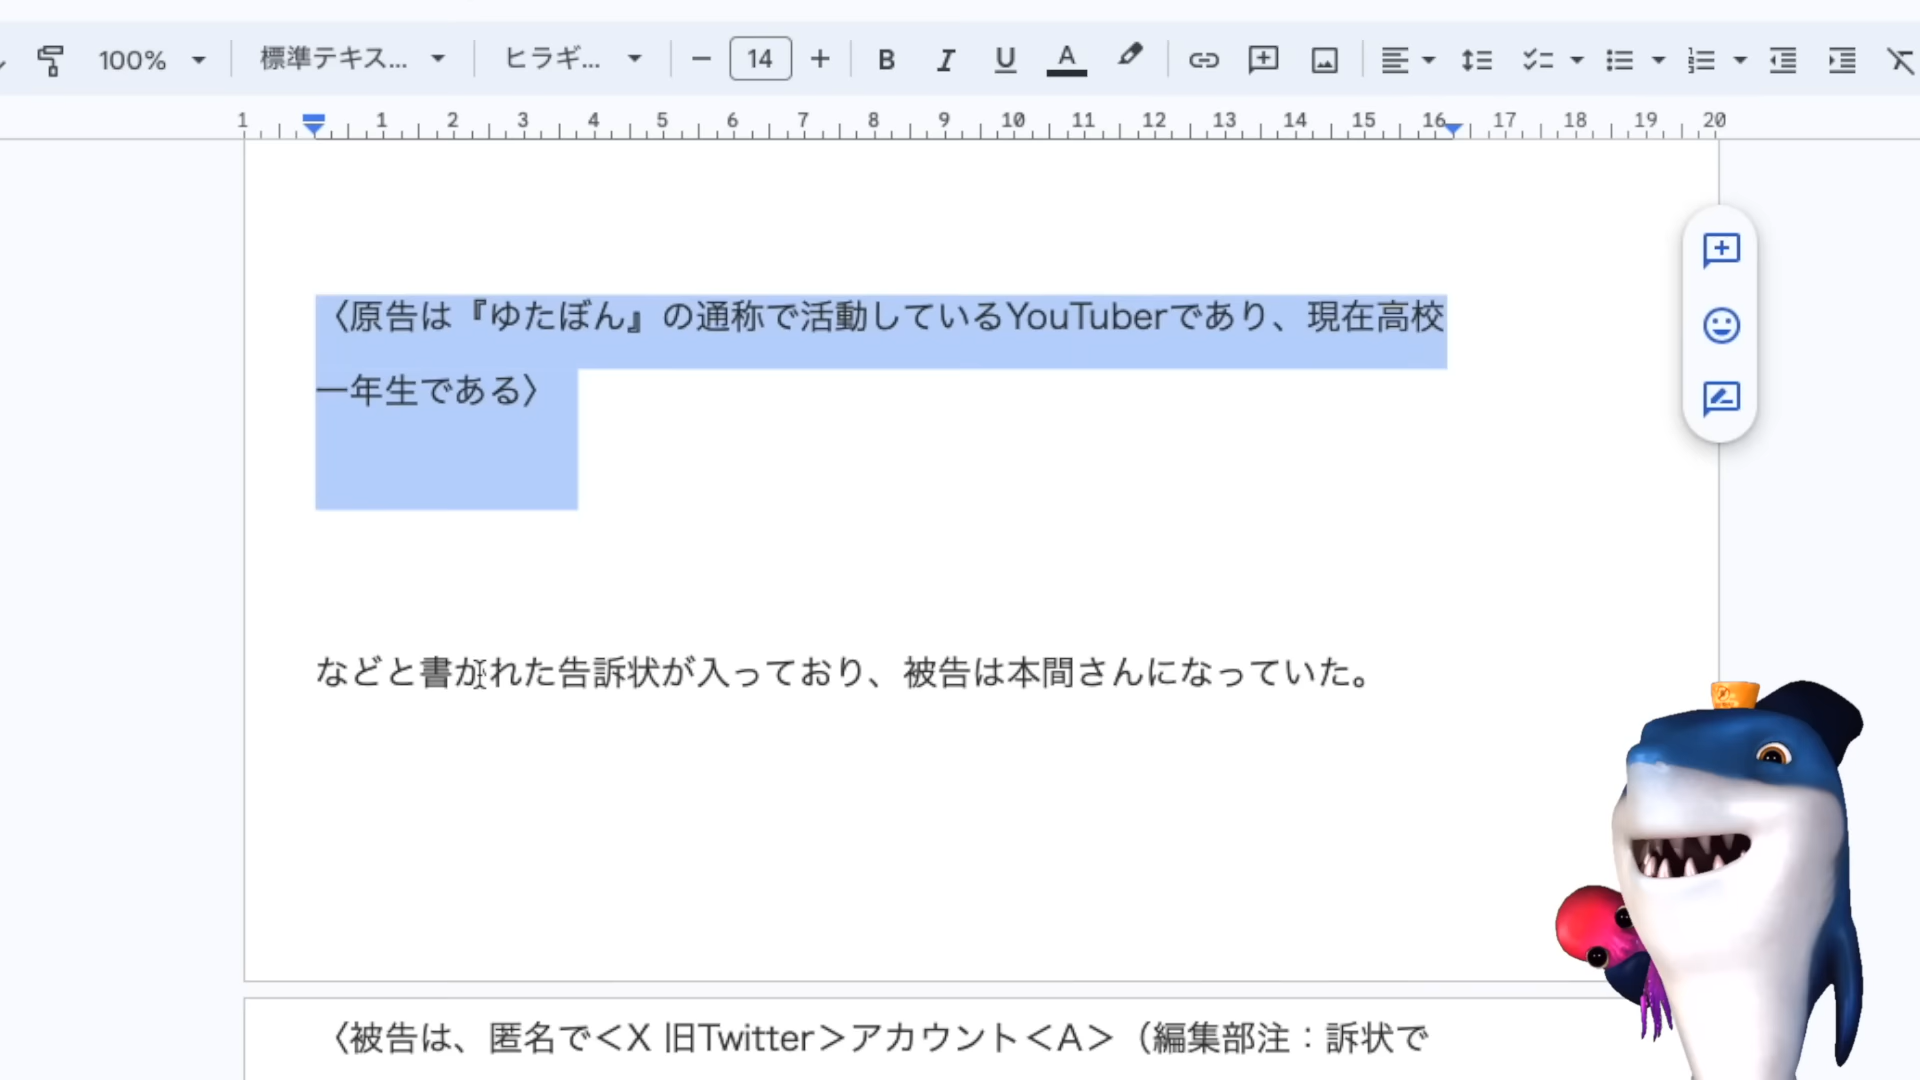 100%
標準テキス...
ヒラギ...
14
B I U A
1 1 2 3 4 5 6 7 8 9 10 11 12 13 14 15 16 17 18 19 20
〈原告は『ゆたぼん』の通称で活動しているYouTuberであり、現在高校
一年生である〉
などと書かれた告訴状が入っており、被告は本間さんになっていた。
〈被告は、匿名で＜X 旧Twitter＞アカウント＜A＞（編集部注：訴状で